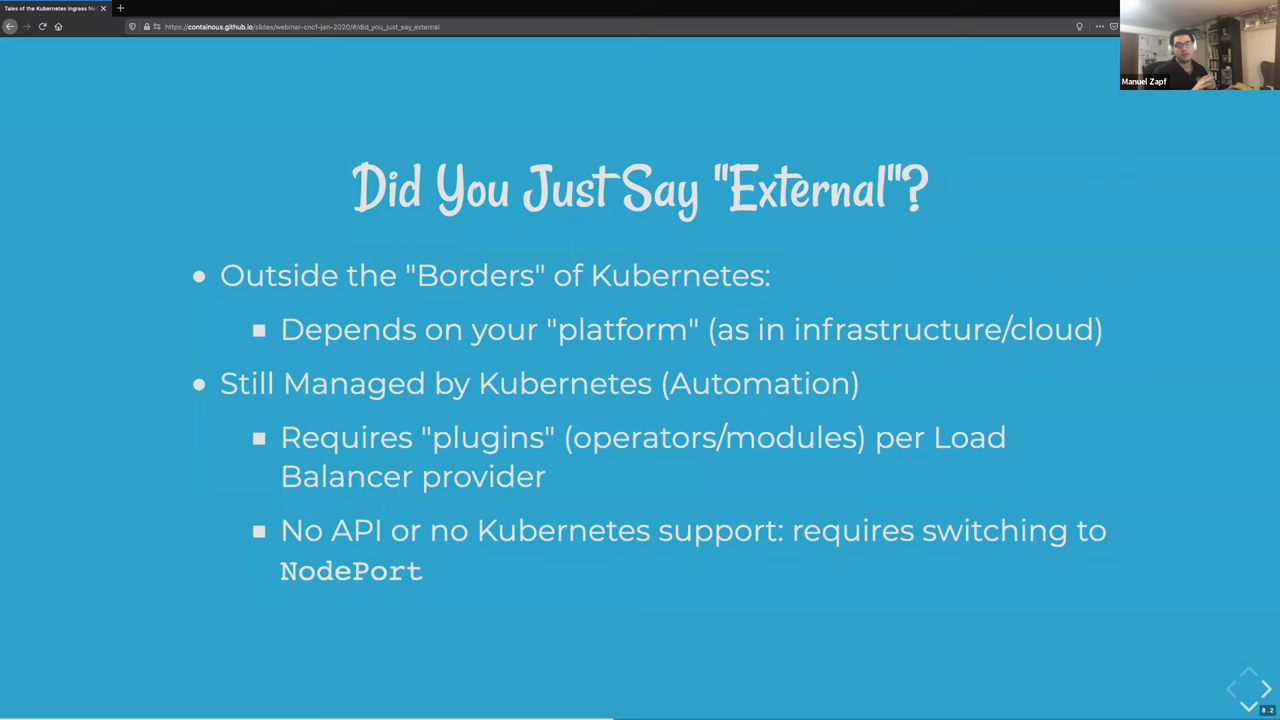 Tales of the Kubernetes Ingress Ne
https://containous.github.io/slides/webinar-cncf-jan-2020/#/did_you_just_say_external
Manuel Zapf
Did You Just Say "External"?
Outside the "Borders" of Kubernetes:
Depends on your "platform" (as in infrastructure/cloud)
Still Managed by Kubernetes (Automation)
Requires "plugins" (operators/modules) per Load
Balancer provider
No API or no Kubernetes support: requires switching to
NodePort
8.2